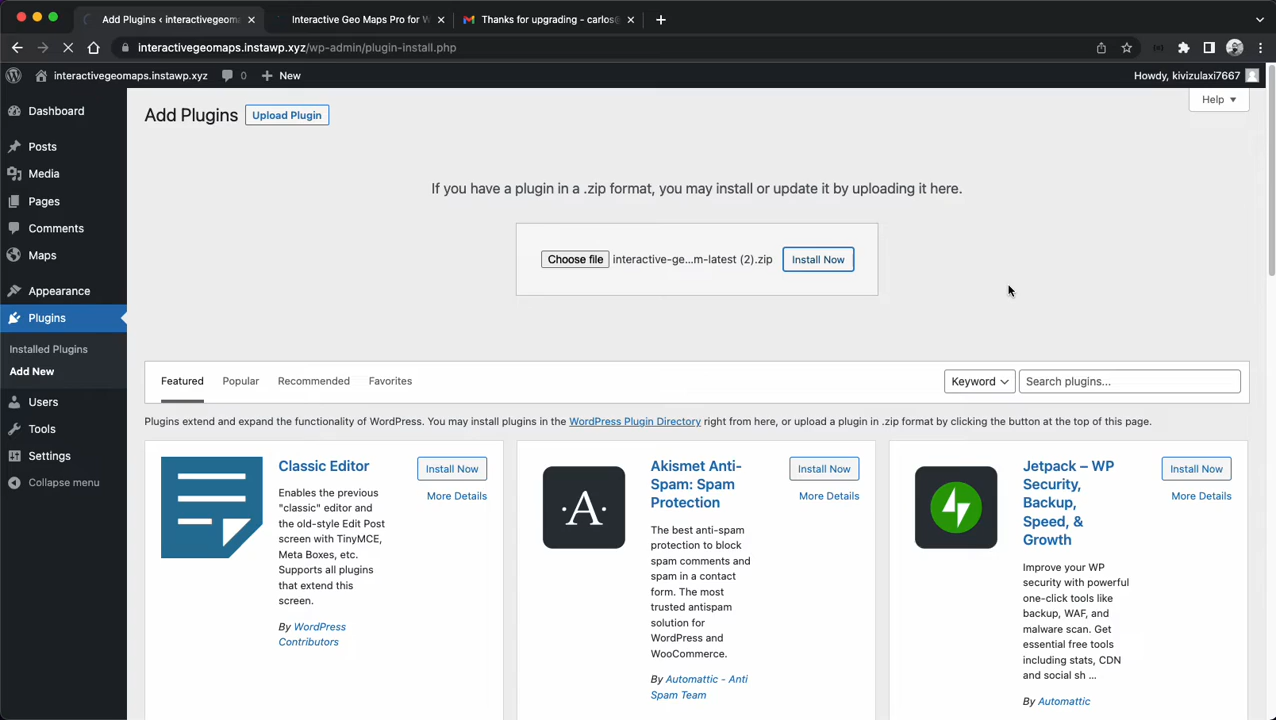 Add Plugins ‹ interactivegeom
Interactive Geo Maps Pro for W
Thanks for upgrading - carlos@
interactivegeomaps.instawp.xyz/wp-admin/plugin-install.php
interactivegeomaps.instawp.xyz
0
New
Howdy, kivizulaxi7667
Dashboard
Posts
Media
Pages
Comments
Maps
Appearance
Plugins
Installed Plugins
Add New
Users
Tools
Settings
Collapse menu
Help
Add Plugins
Upload Plugin
If you have a plugin in a .zip format, you may install or update it by uploading it here.
Choose file
interactive-ge...m-latest (2).zip
Install Now
Featured
Popular
Recommended
Favorites
Keyword
Search plugins...
Plugins extend and expand the functionality of WordPress. You may install plugins in the WordPress Plugin Directory right from here, or upload a plugin in .zip format by clicking the button at the top of this page.
Classic Editor
Install Now
More Details
Enables the previous
"classic" editor and
the old-style Edit Post
screen with TinyMCE,
Meta Boxes, etc.
Supports all plugins
that extend this
screen.
By WordPress
Contributors
·A·
Akismet Anti-
Spam: Spam
Protection
Install Now
More Details
The best anti-spam
protection to block
spam comments and
spam in a contact
form. The most
trusted antispam
solution for
WordPress and
WooCommerce.
By Automattic - Anti
Spam Team
Jetpack – WP
Security,
Backup,
Speed, &
Growth
Install Now
More Details
Improve your WP
security with powerful
one-click tools like
backup, WAF, and
malware scan. Get
essential free tools
including stats, CDN
and social sh ...
By Automattic